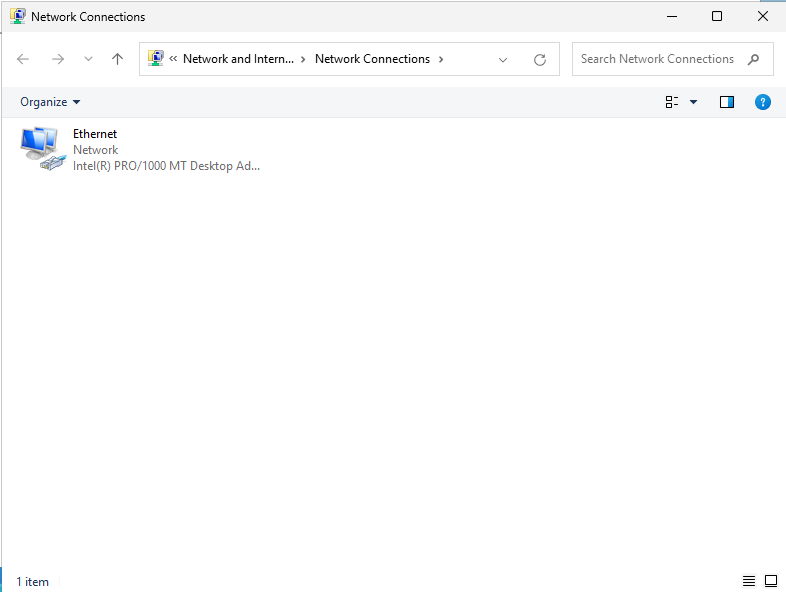 Network Connections
« Network and Intern... › Network Connections ›
Search Network Connections
Organize
?
Ethernet
Network
Intel(R) PRO/1000 MT Desktop Ad...
1 item